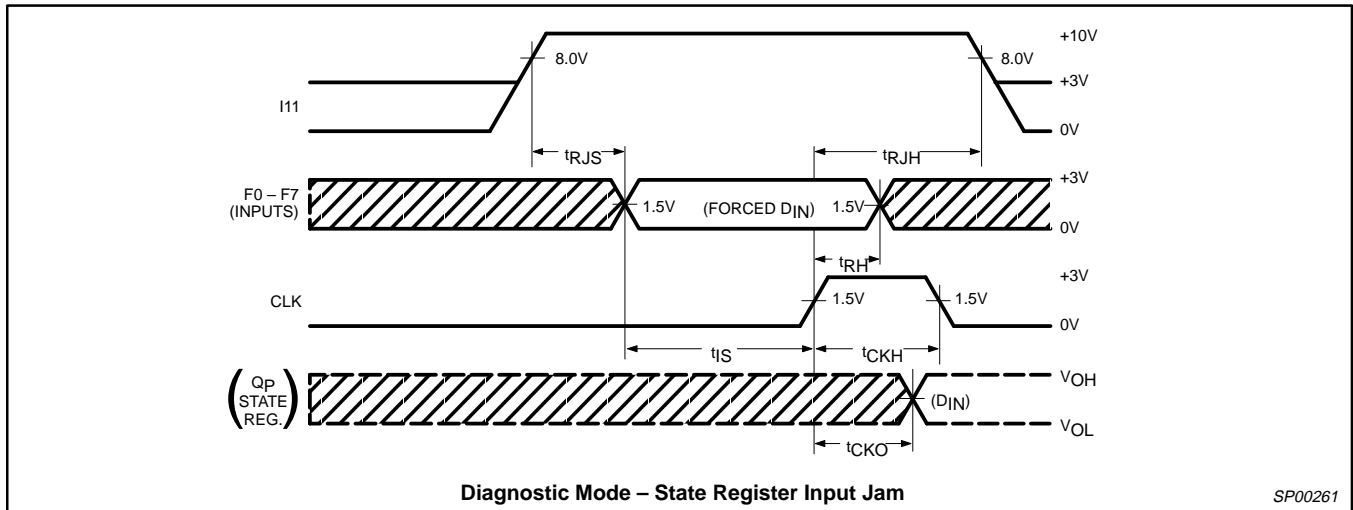 +10V
8.0V
8.0V
+3V
I11
0V
tRJS
tRJH
F0 – F7
(INPUTS)
+3V
1.5V
(FORCED DIN)
1.5V
0V
tRH
+3V
CLK
1.5V
1.5V
0V
tIS
tCKH
VOH
(QP
STATE
REG.)
(DIN)
VOL
tCKO
Diagnostic Mode – State Register Input Jam
SP00261